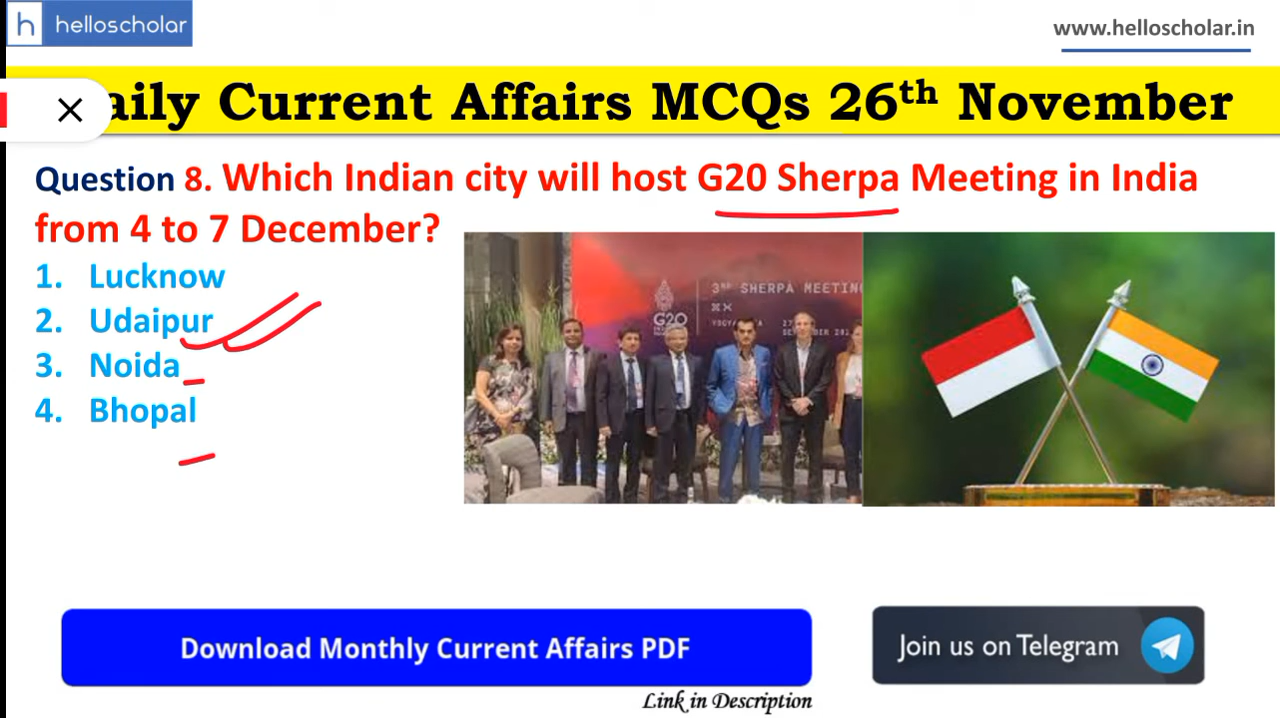 h helloscholar
www.helloscholar.in
aily Current Affairs MCQs 26th November
Question 8. Which Indian city will host G20 Sherpa Meeting in India
from 4 to 7 December?
1. Lucknow
2. Udaipur
3. Noida
4. Bhopal
3RD SHERPA MEETIN
G20
Download Monthly Current Affairs PDF
Join us on Telegram
Link in Description